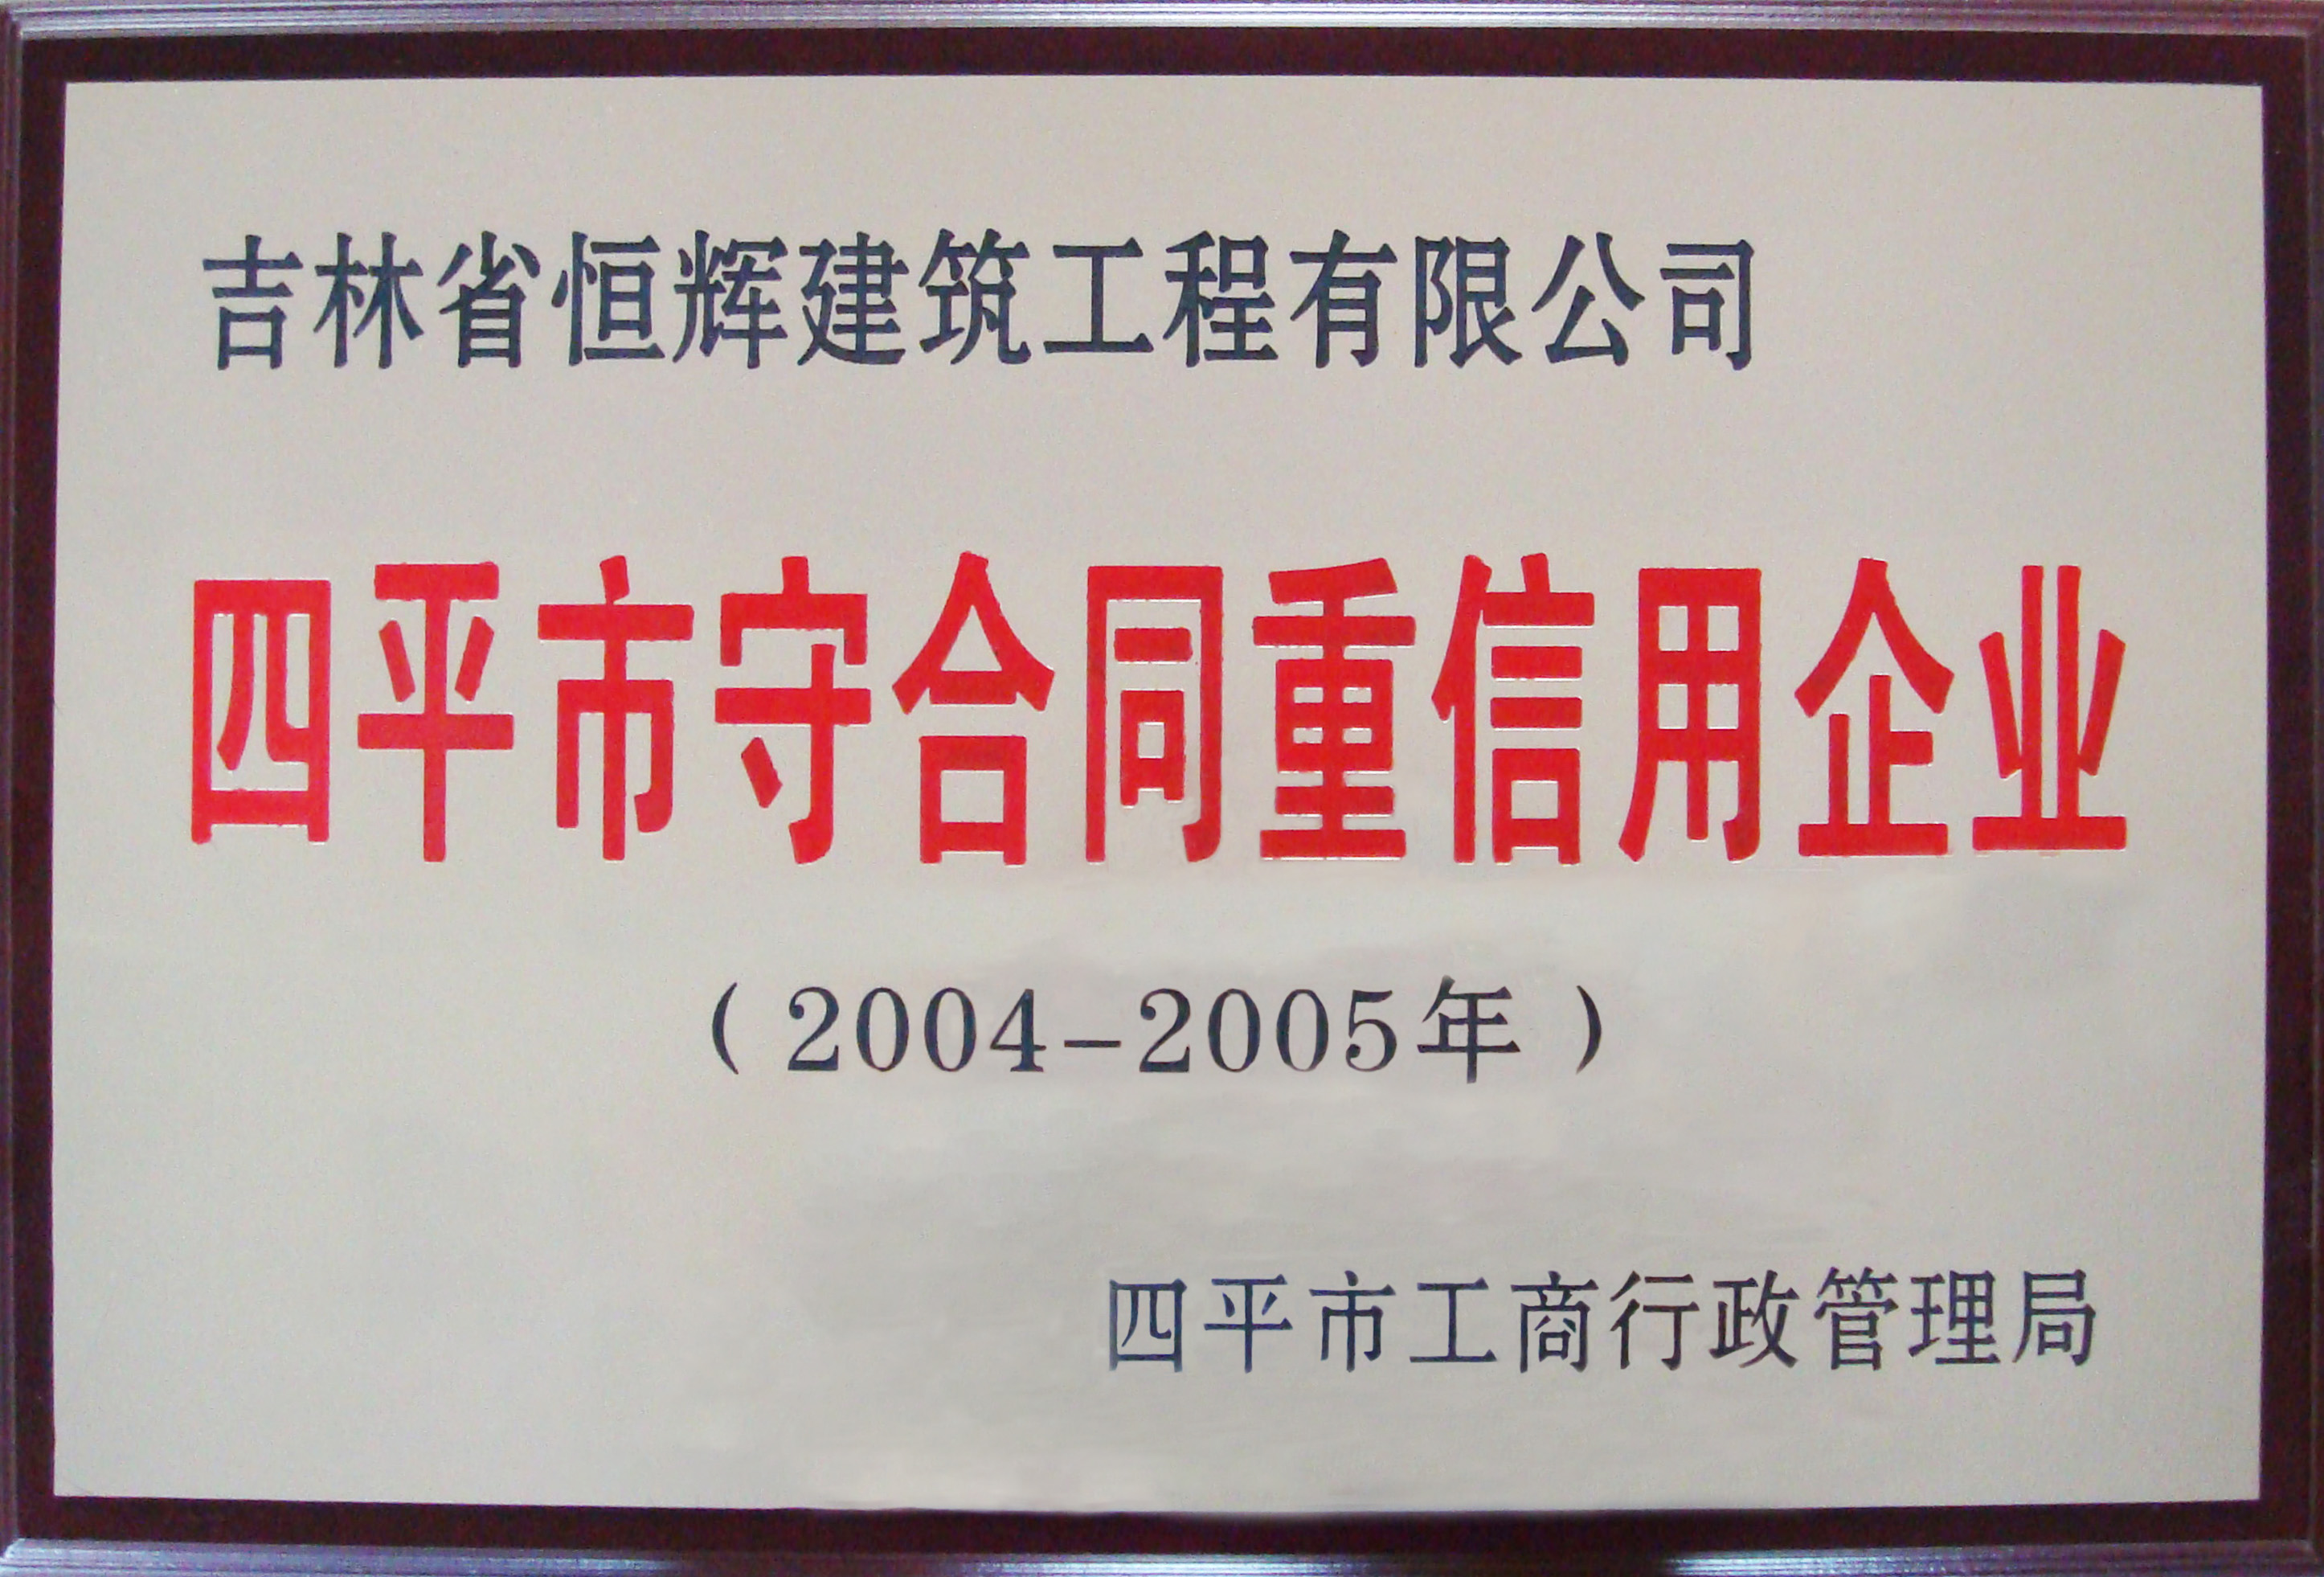 吉林省恒辉建筑工程有限公司
四平市守合同重信用企业
（2004-2005年）
四平市工商行政管理局